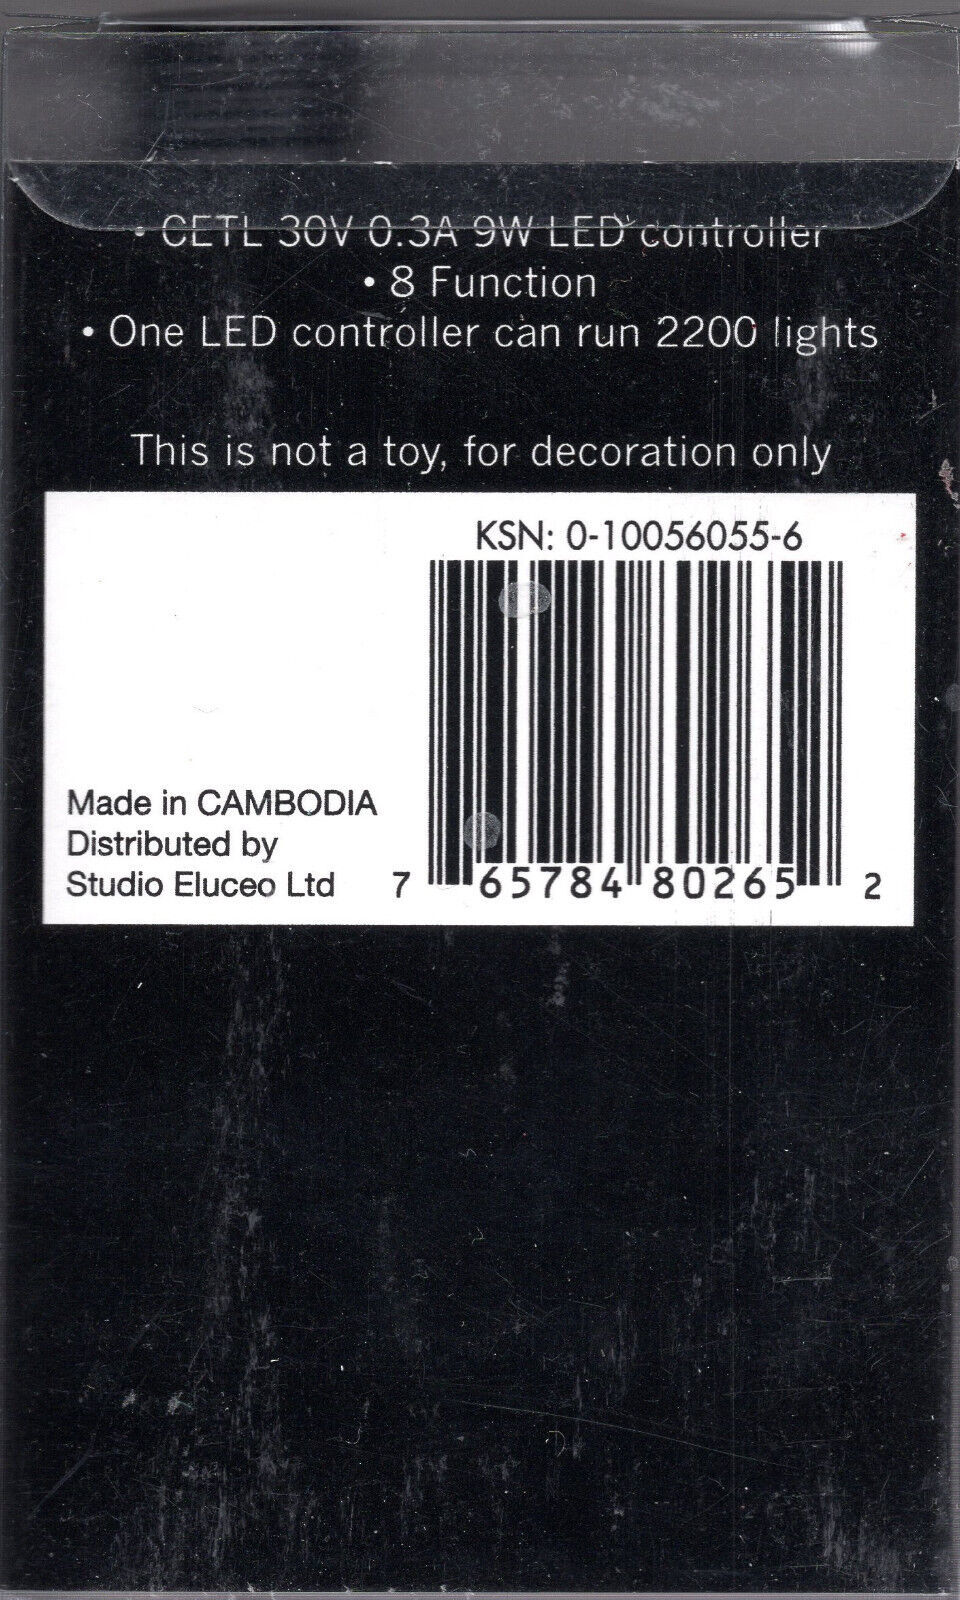 • CETL 30V 0.3A 9W LED controller
• 8 Function
• One LED controller can run 2200 lights
This is not a toy, for decoration only
KSN: 0-10056055-6
Made in CAMBODIA
Distributed by
Studio Eluceo Ltd
7 65784 80265 2